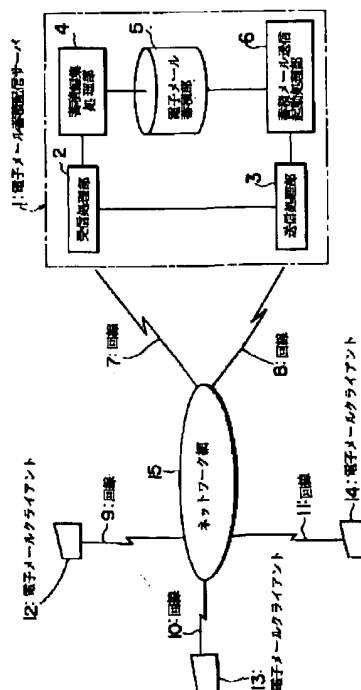 1:電子メール蓄積配信サーバ
4
蓄積編集
処理部
5
電子メール
蓄積部
6
蓄積メール送信
起動処理部
2
受信処理部
3
送信処理部
7:回線
8:回線
12:電子メールクライアント
9:回線
15
ネットワーク網
10:回線
13:
電子メールクライアント
11:回線
14:電子メールクライアント